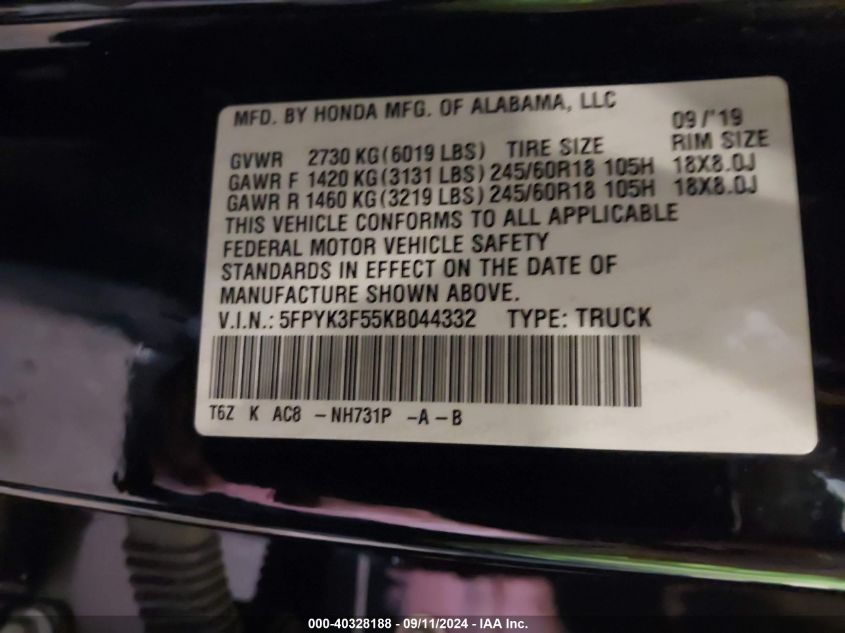 MFD. BY HONDA MFG. OF ALABAMA, LLC
09/'19
GVWR 2730 KG(6019 LBS) TIRE SIZE RIM SIZE
GAWR F 1420 KG(3131 LBS) 245/60R18 105H 18X8.0J
GAWR R 1460 KG(3219 LBS) 245/60R18 105H 18X8.0J
THIS VEHICLE CONFORMS TO ALL APPLICABLE
FEDERAL MOTOR VEHICLE SAFETY
STANDARDS IN EFFECT ON THE DATE OF
MANUFACTURE SHOWN ABOVE.
V.I.N.: 5FPYK3F55KB044332 TYPE: TRUCK
T6Z K AC8 - NH731P -A-B
000-40328188 - 09/11/2024 - IAA Inc.